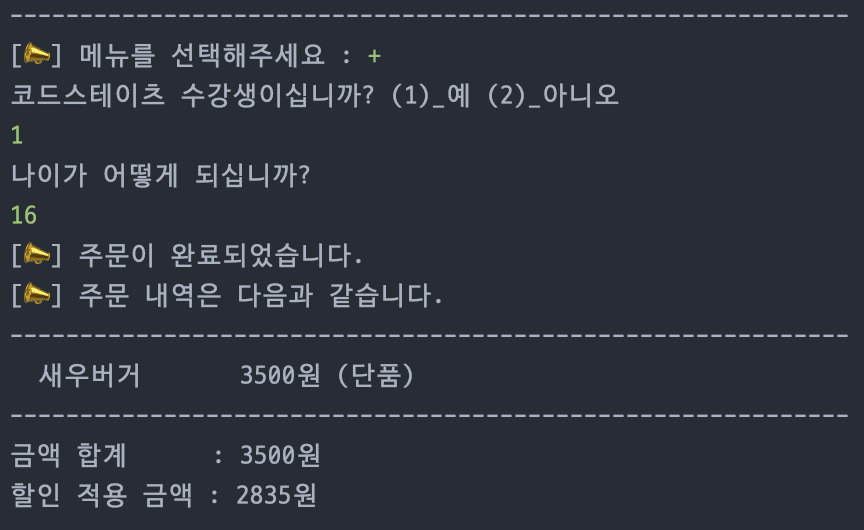 ------------------------------------------------------------
[📣] 메뉴를 선택해주세요 : +
코드스테이츠 수강생이십니까? (1)_예 (2)_아니오
1
나이가 어떻게 되십니까?
16
[📣] 주문이 완료되었습니다.
[📣] 주문 내역은 다음과 같습니다.
------------------------------------------------------------
새우버거 3500원 (단품)
------------------------------------------------------------
금액 합계 : 3500원
할인 적용 금액 : 2835원